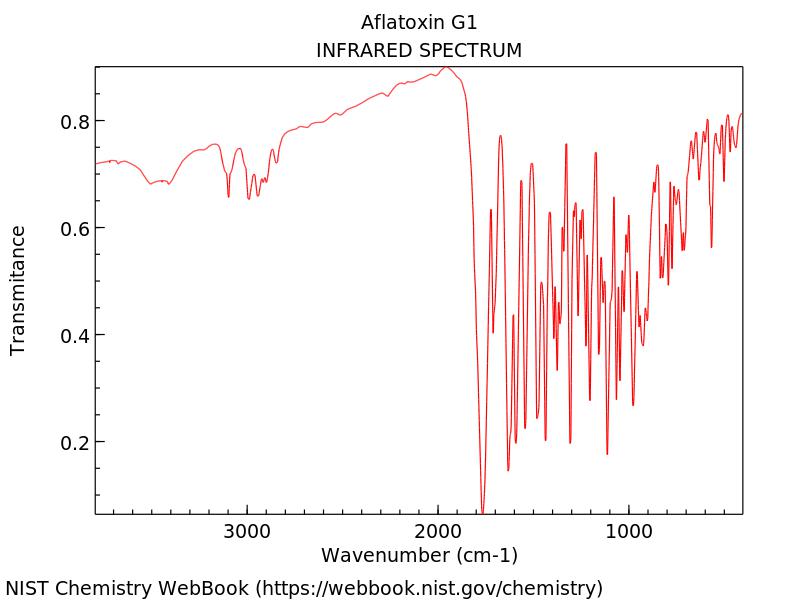 Aflatoxin G1
INFRARED SPECTRUM
0.8
0.6
0.4
0.2
Transmitance
3000 2000 1000
Wavenumber (cm-1)
NIST Chemistry WebBook (https://webbook.nist.gov/chemistry)